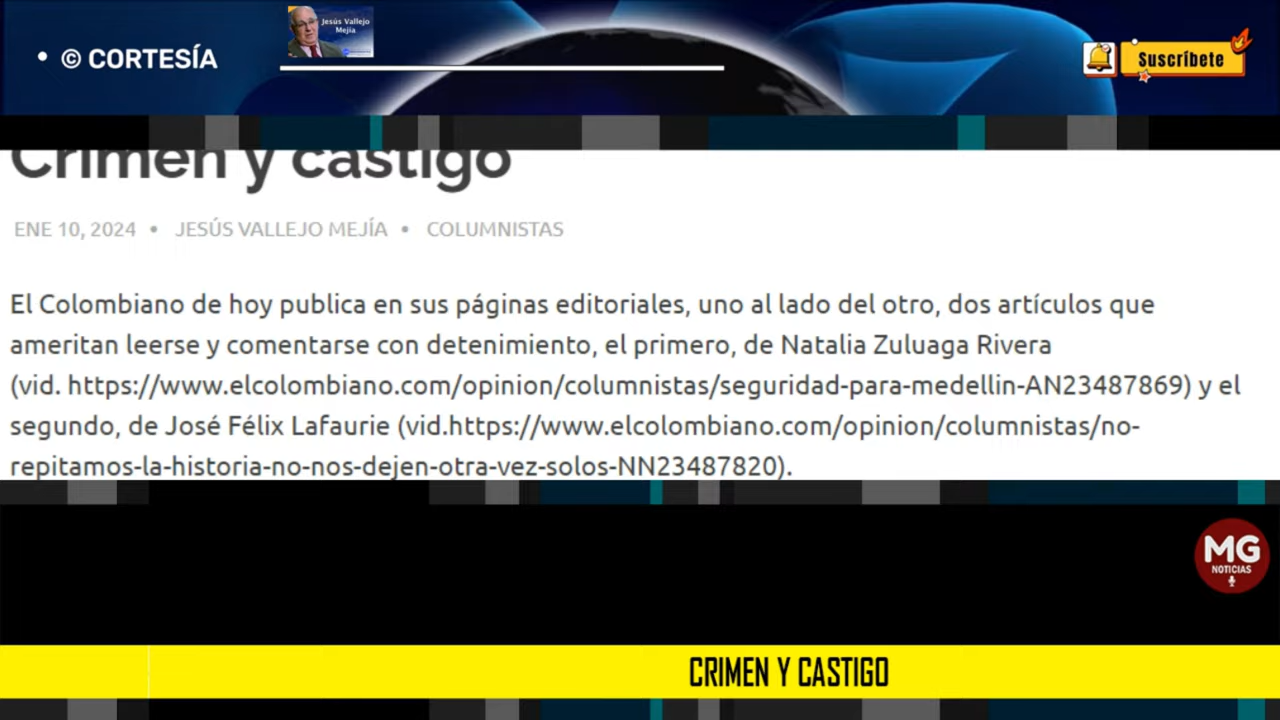 • © CORTESÍA
Jesús Vallejo
Mejía
Suscríbete
Crimen y castigo
ENE 10, 2024 • JESÚS VALLEJO MEJÍA • COLUMNISTAS
El Colombiano de hoy publica en sus páginas editoriales, uno al lado del otro, dos artículos que
ameritan leerse y comentarse con detenimiento, el primero, de Natalia Zuluaga Rivera
(vid. https://www.elcolombiano.com/opinion/columnistas/seguridad-para-medellin-AN23487869) y el
segundo, de José Félix Lafaurie (vid.https://www.elcolombiano.com/opinion/columnistas/no-
repitamos-la-historia-no-nos-dejen-otra-vez-solos-NN23487820).
MG
NOTICIAS
CRIMEN Y CASTIGO